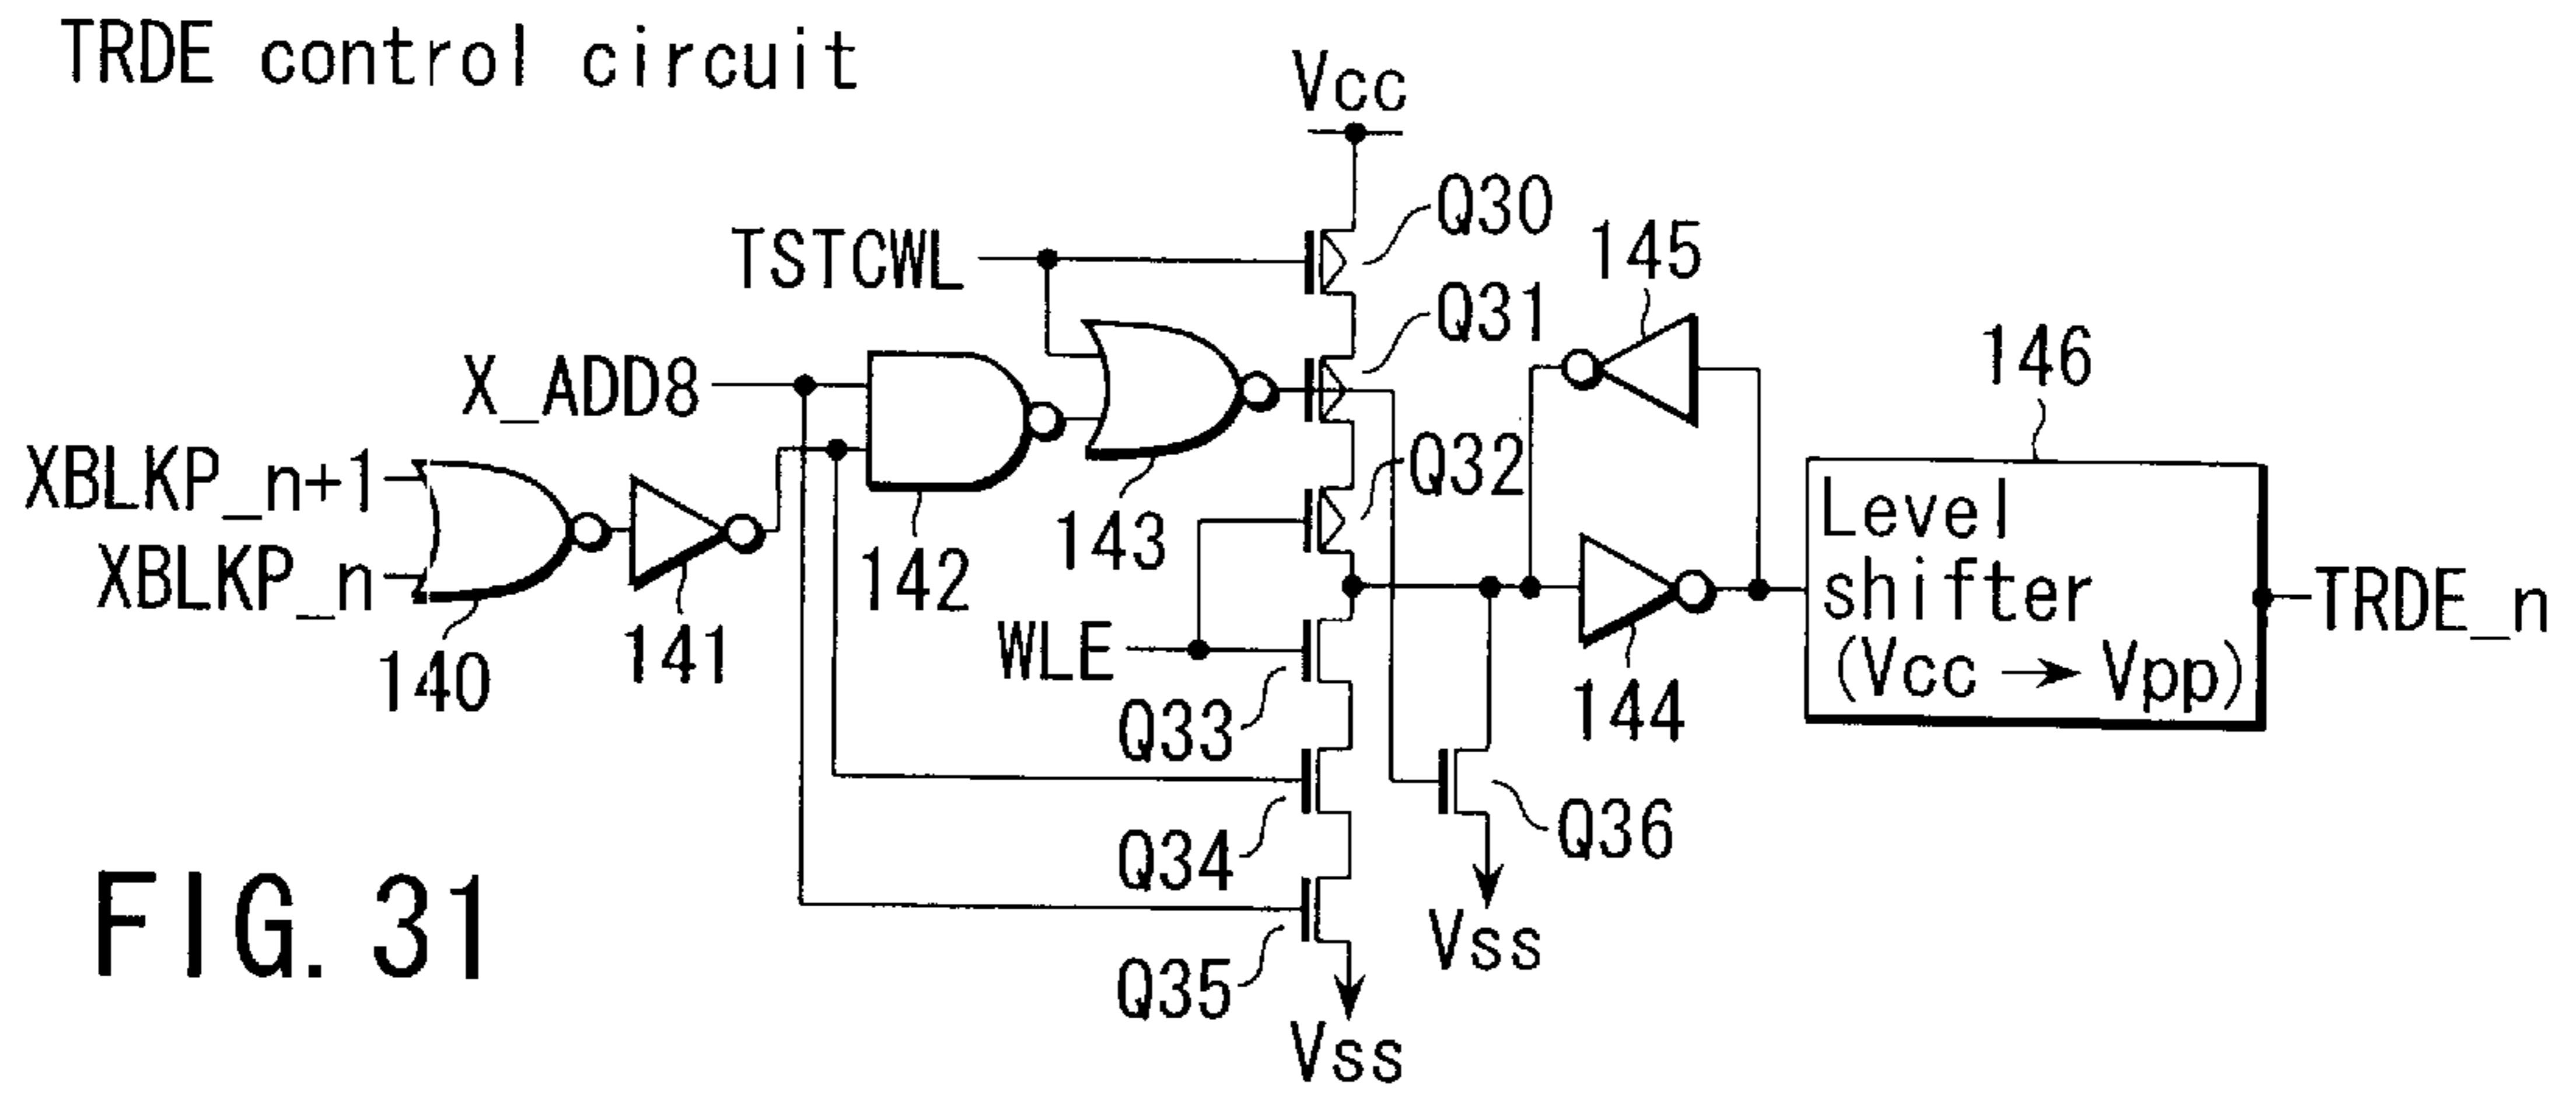 TRDE control circuit
Vcc
Q30
TSTCWL
145
Q31
146
X_ADD8
XBLKP_n+1
Q32
Level
shifter
(Vcc → Vpp)
143
142
XBLKP_n
TRDE_n
WLE
141
140
144
Q33
Q34
Q36
FIG. 31
Vss
Q35
Vss